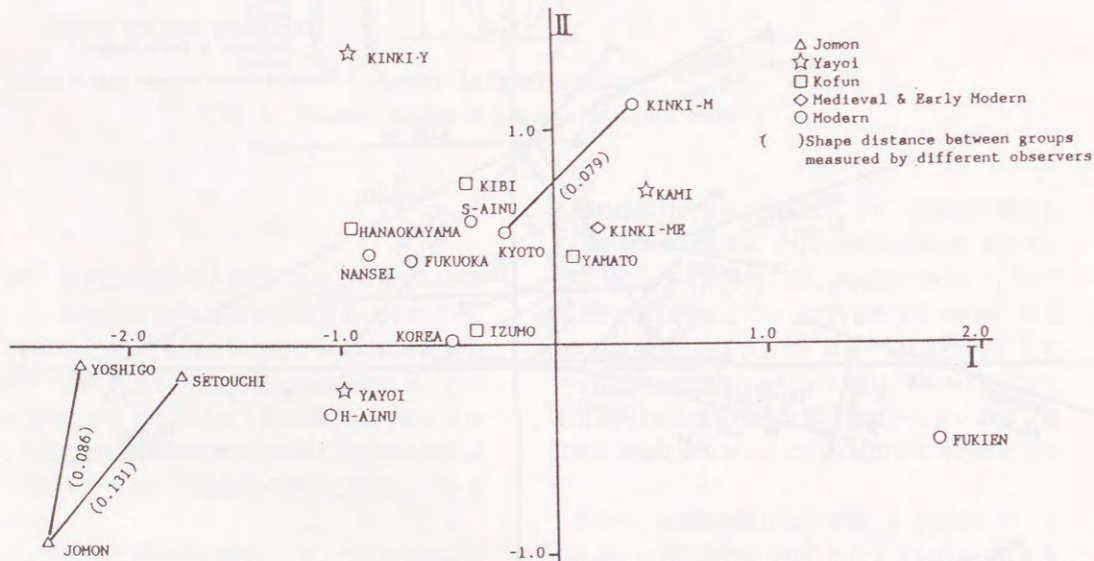 II
△ Jomon
☆ Yayoi
□ Kofun
◇ Medieval & Early Modern
○ Modern
( )Shape distance between groups
measured by different observers
KINKI-Y
KINKI-M
1.0
(0.079)
KIBI
KAMI
S-AINU
HANAOKAYAMA
KYOTO
KINKI-ME
NANSEI
FUKUOKA
YAMATO
KOREA
IZUMO
-2.0
-1.0
1.0
2.0
I
YOSHIGO
SETOUCHI
YAYOI
H-AINU
FUKIEN
(0.086)
(0.131)
JOMON
-1.0